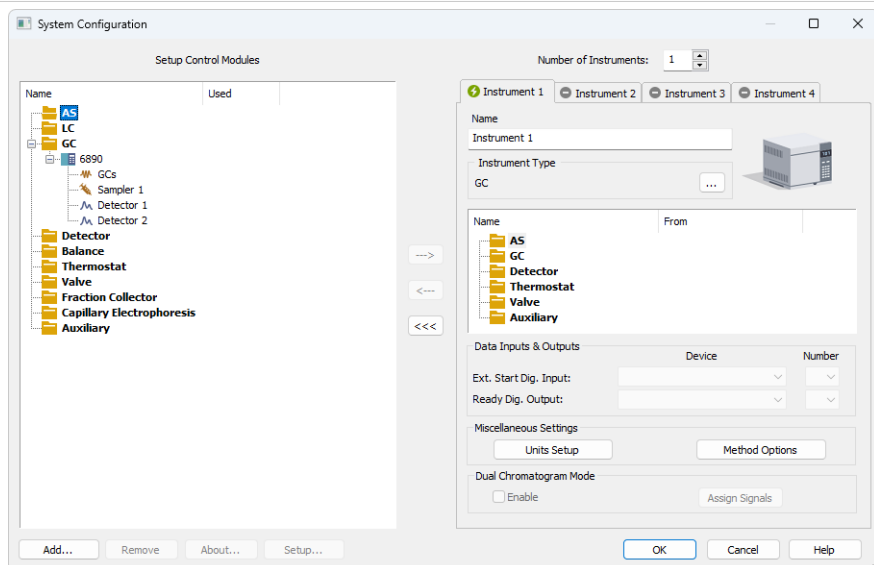 System Configuration
Setup Control Modules
Number of Instruments: 1
Name Used
AS
LC
GC
6890
GCs
Sampler 1
Detector 1
Detector 2
Detector
Balance
Thermostat
Valve
Fraction Collector
Capillary Electrophoresis
Auxiliary
--->
<---
<<<
Instrument 1 Instrument 2 Instrument 3 Instrument 4
Name
Instrument 1
Instrument Type
GC ...
Name From
AS
GC
Detector
Thermostat
Valve
Auxiliary
Data Inputs & Outputs
Device Number
Ext. Start Dig. Input:
Ready Dig. Output:
Miscellaneous Settings
Units Setup Method Options
Dual Chromatogram Mode
Enable Assign Signals
Add... Remove About... Setup... OK Cancel Help